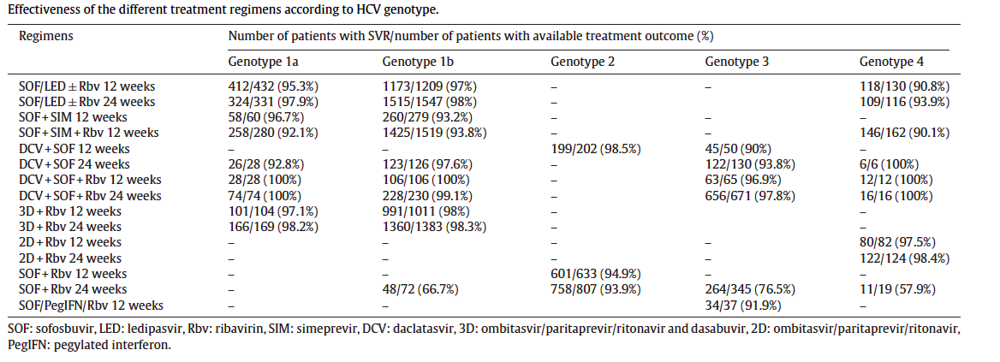 Effectiveness of the different treatment regimens according to HCV genotype.
Regimens Number of patients with SVR/number of patients with available treatment outcome (%)
Genotype 1a Genotype 1b Genotype 2 Genotype 3 Genotype 4
SOF/LED ± Rbv 12 weeks 412/432 (95.3%) 1173/1209 (97%) – – 118/130 (90.8%)
SOF/LED ± Rbv 24 weeks 324/331 (97.9%) 1515/1547 (98%) 109/116 (93.9%)
SOF + SIM 12 weeks 58/60 (96.7%) 260/279 (93.2%) – – –
SOF + SIM + Rbv 12 weeks 258/280 (92.1%) 1425/1519 (93.8%) – – 146/162 (90.1%)
DCV + SOF 12 weeks – – 199/202 (98.5%) 45/50 (90%) –
DCV + SOF 24 weeks 26/28 (92.8%) 123/126 (97.6%) – 122/130 (93.8%) 6/6 (100%)
DCV + SOF + Rbv 12 weeks 28/28 (100%) 106/106 (100%) – 63/65 (96.9%) 12/12 (100%)
DCV + SOF + Rbv 24 weeks 74/74 (100%) 228/230 (99.1%) – 656/671 (97.8%) 16/16 (100%)
3D + Rbv 12 weeks 101/104 (97.1%) 991/1011 (98%) – –
3D + Rbv 24 weeks 166/169 (98.2%) 1360/1383 (98.3%) – –
2D + Rbv 12 weeks – – – – 80/82 (97.5%)
2D + Rbv 24 weeks – – – – 122/124 (98.4%)
SOF + Rbv 12 weeks – – 601/633 (94.9%) – –
SOF + Rbv 24 weeks – 48/72 (66.7%) 758/807 (93.9%) 264/345 (76.5%) 11/19 (57.9%)
SOF/PegIFN/Rbv 12 weeks – – 34/37 (91.9%) –
SOF: sofosbuvir, LED: ledipasvir, Rbv: ribavirin, SIM: simeprevir, DCV: daclatasvir, 3D: ombitasvir/paritaprevir/ritonavir and dasabuvir, 2D: ombitasvir/paritaprevir/ritonavir,
PegIFN: pegylated interferon.